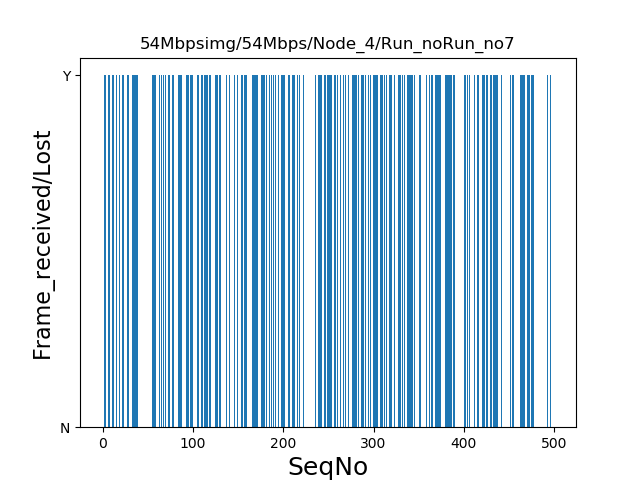 54Mbpsimg/54Mbps/Node_4/Run_noRun_no7
Y
Frame_received/Lost
N
0 100 200 300 400 500
SeqNo